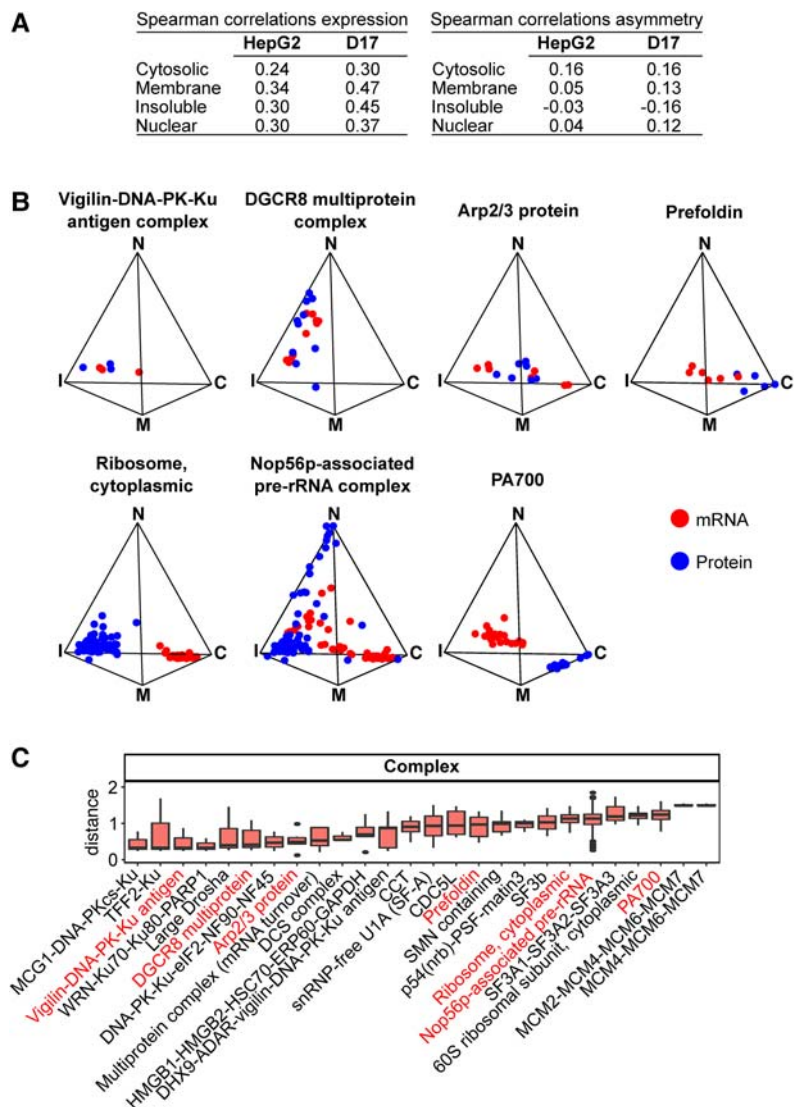 A
Spearman correlations expression
HepG2 D17
Cytosolic 0.24 0.30
Membrane 0.34 0.47
Insoluble 0.30 0.45
Nuclear 0.30 0.37
Spearman correlations asymmetry
HepG2 D17
Cytosolic 0.16 0.16
Membrane 0.05 0.13
Insoluble -0.03 -0.16
Nuclear 0.04 0.12
B
Vigilin-DNA-PK-Ku
antigen complex
N
I
C
M
DGCR8 multiprotein
complex
N
I
C
M
Arp2/3 protein
N
I
C
M
Prefoldin
N
I
C
M
Ribosome,
cytoplasmic
N
I
C
M
Nop56p-associated
pre-rRNA complex
N
I
C
M
PA700
N
I
C
M
mRNA
Protein
C
Complex
distance
2
1
0
MCG1-DNA-PKcs-Ku
TFF2-Ku
Vigilin-DNA-PK-Ku antigen
WRN-Ku70-Ku80-PARP1
Large Drosha
DGCR8 multiprotein
DNA-PK-Ku-eIF2-NF90-NF45
Arp2/3 protein
Multiprotein complex (mRNA turnover)
DCS complex
HMGB1-HMGB2-HSC70-ERP60-GAPDH
DHX9-ADAR-vigilin-DNA-PK-Ku antigen
CCT
snRNP-free U1A (SF-A)
CDC5L
Prefoldin
SMN containing
p54(nrb)-PSF-matrin3
SF3b
Ribosome, cytoplasmic
Nop56p-associated pre-rRNA
SF3A1-SF3A2-SF3A3
60S ribosomal subunit, cytoplasmic
PA700
MCM2-MCM4-MCM6-MCM7
MCM4-MCM6-MCM7